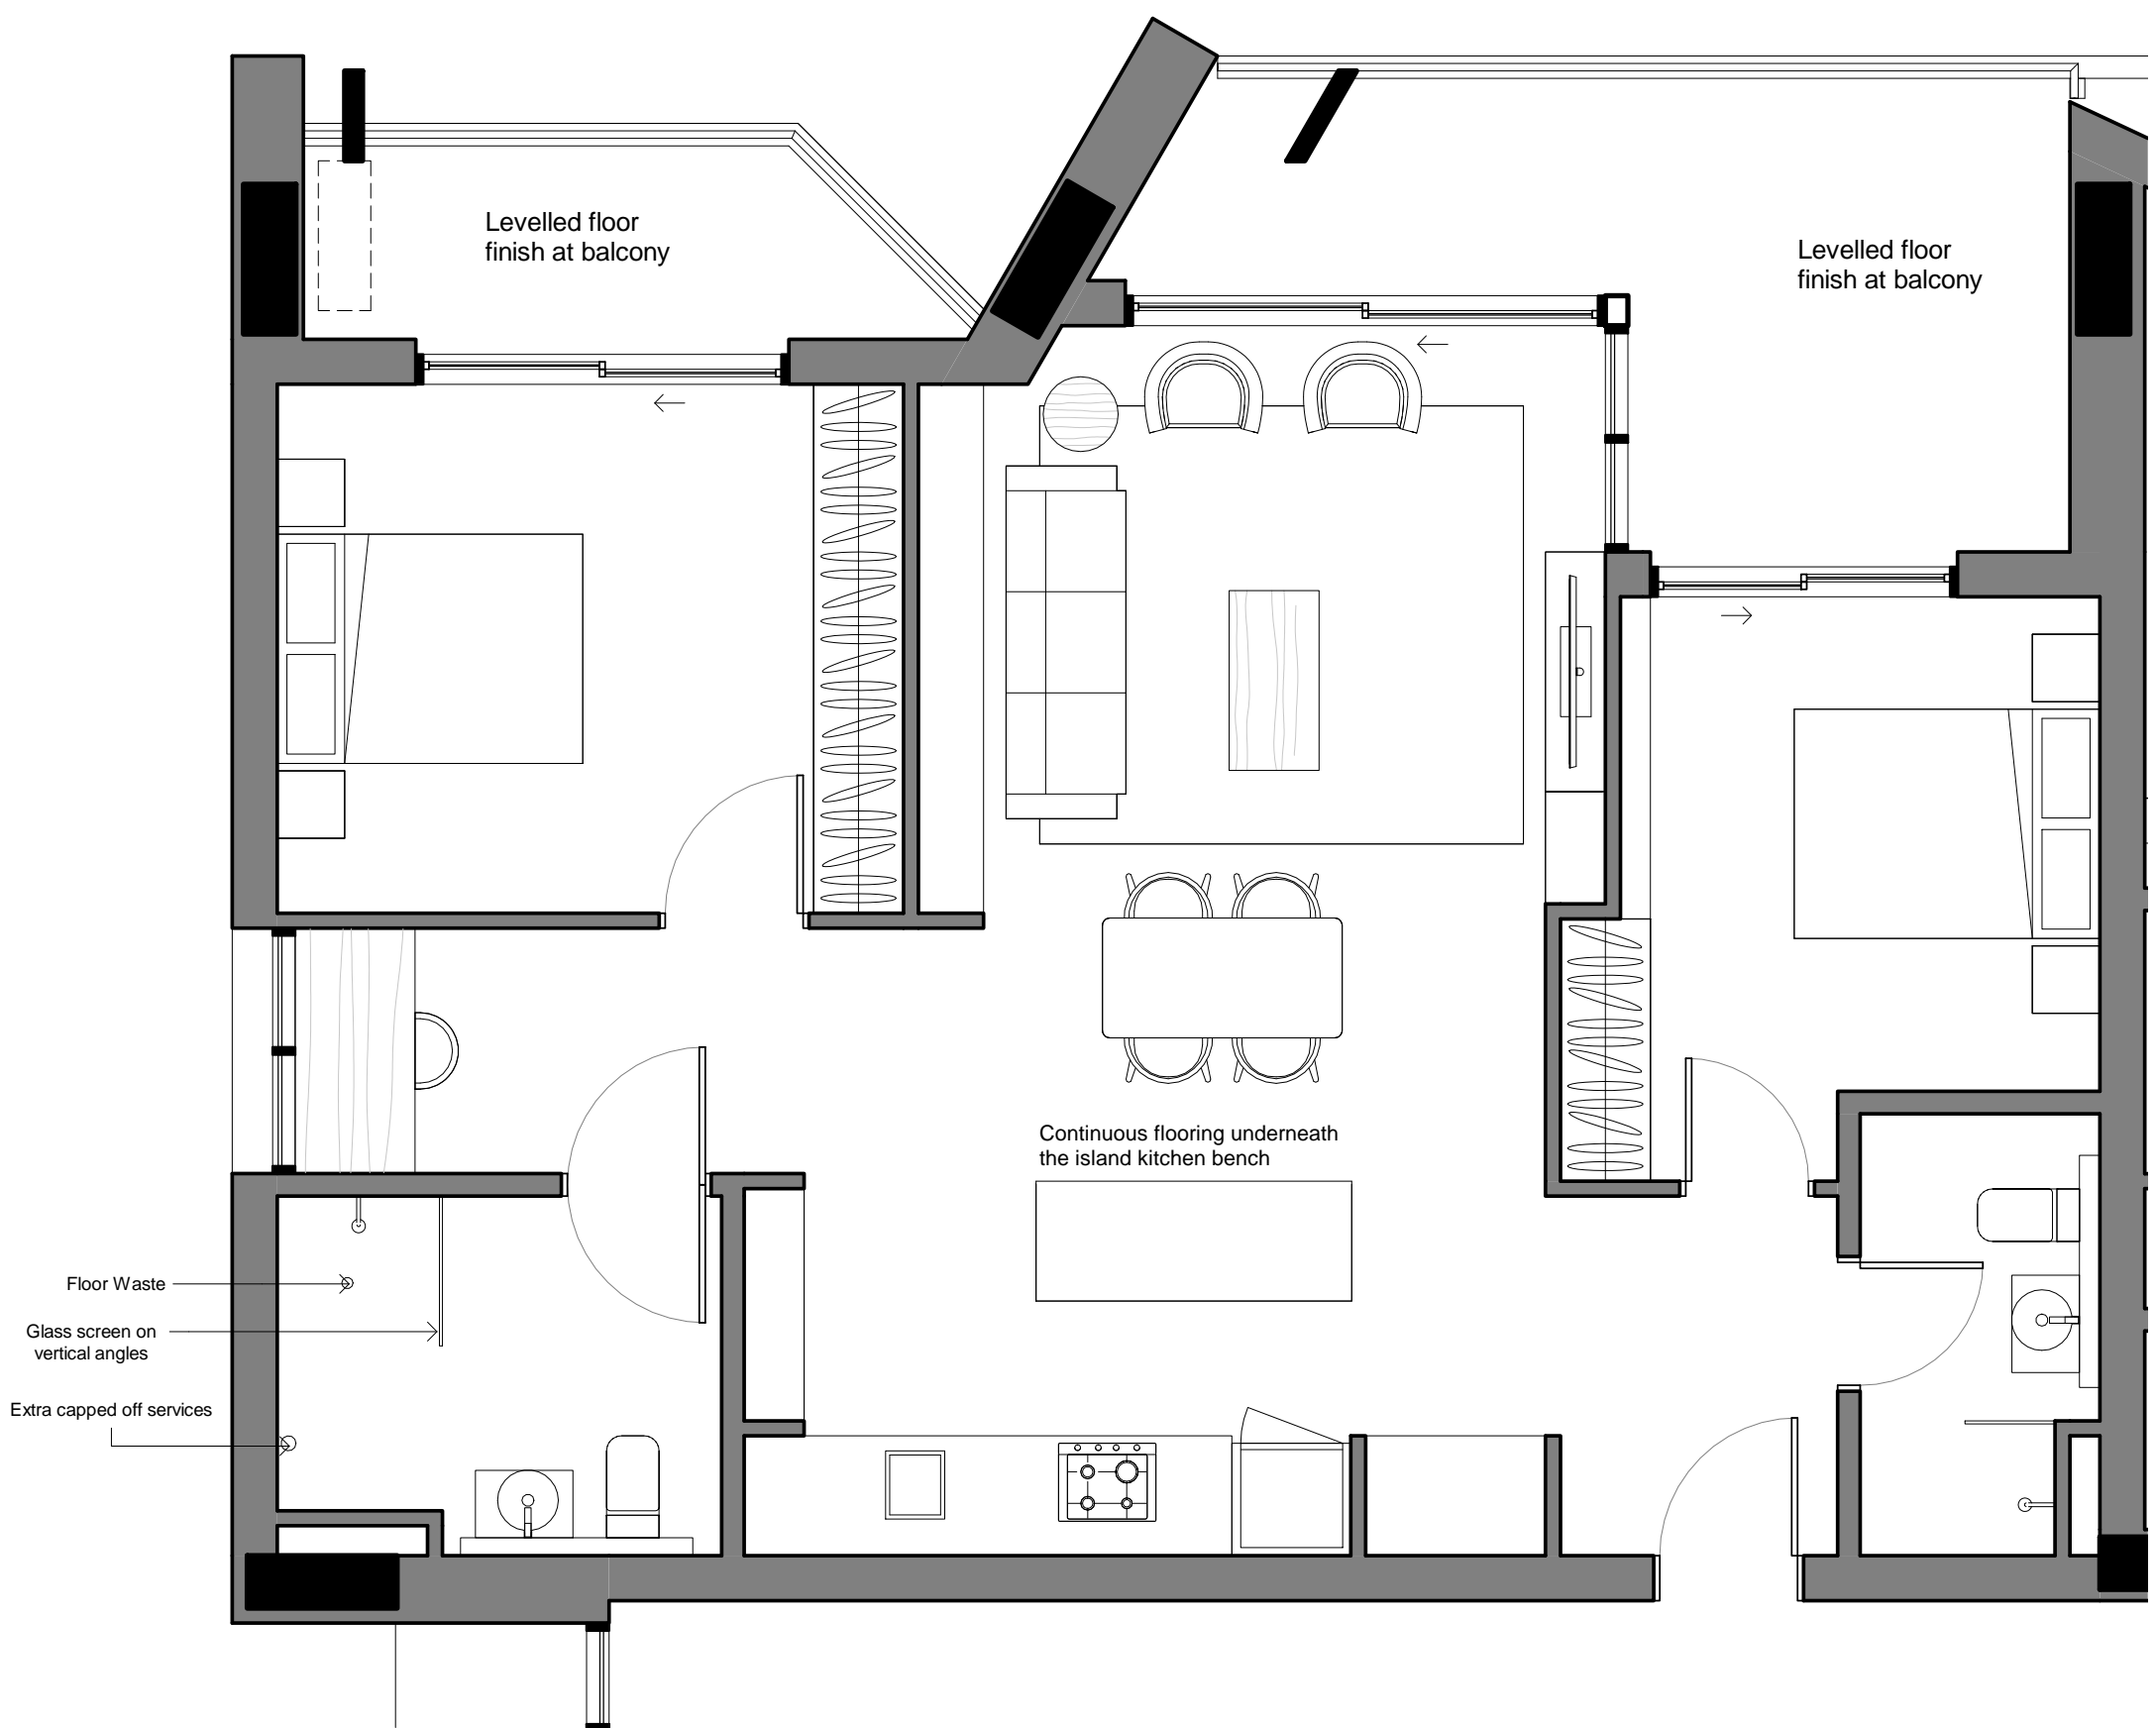 Levelled floor
finish at balcony
Levelled floor
finish at balcony
Continuous flooring underneath
the island kitchen bench
Floor Waste
Glass screen on
vertical angles
Extra capped off services